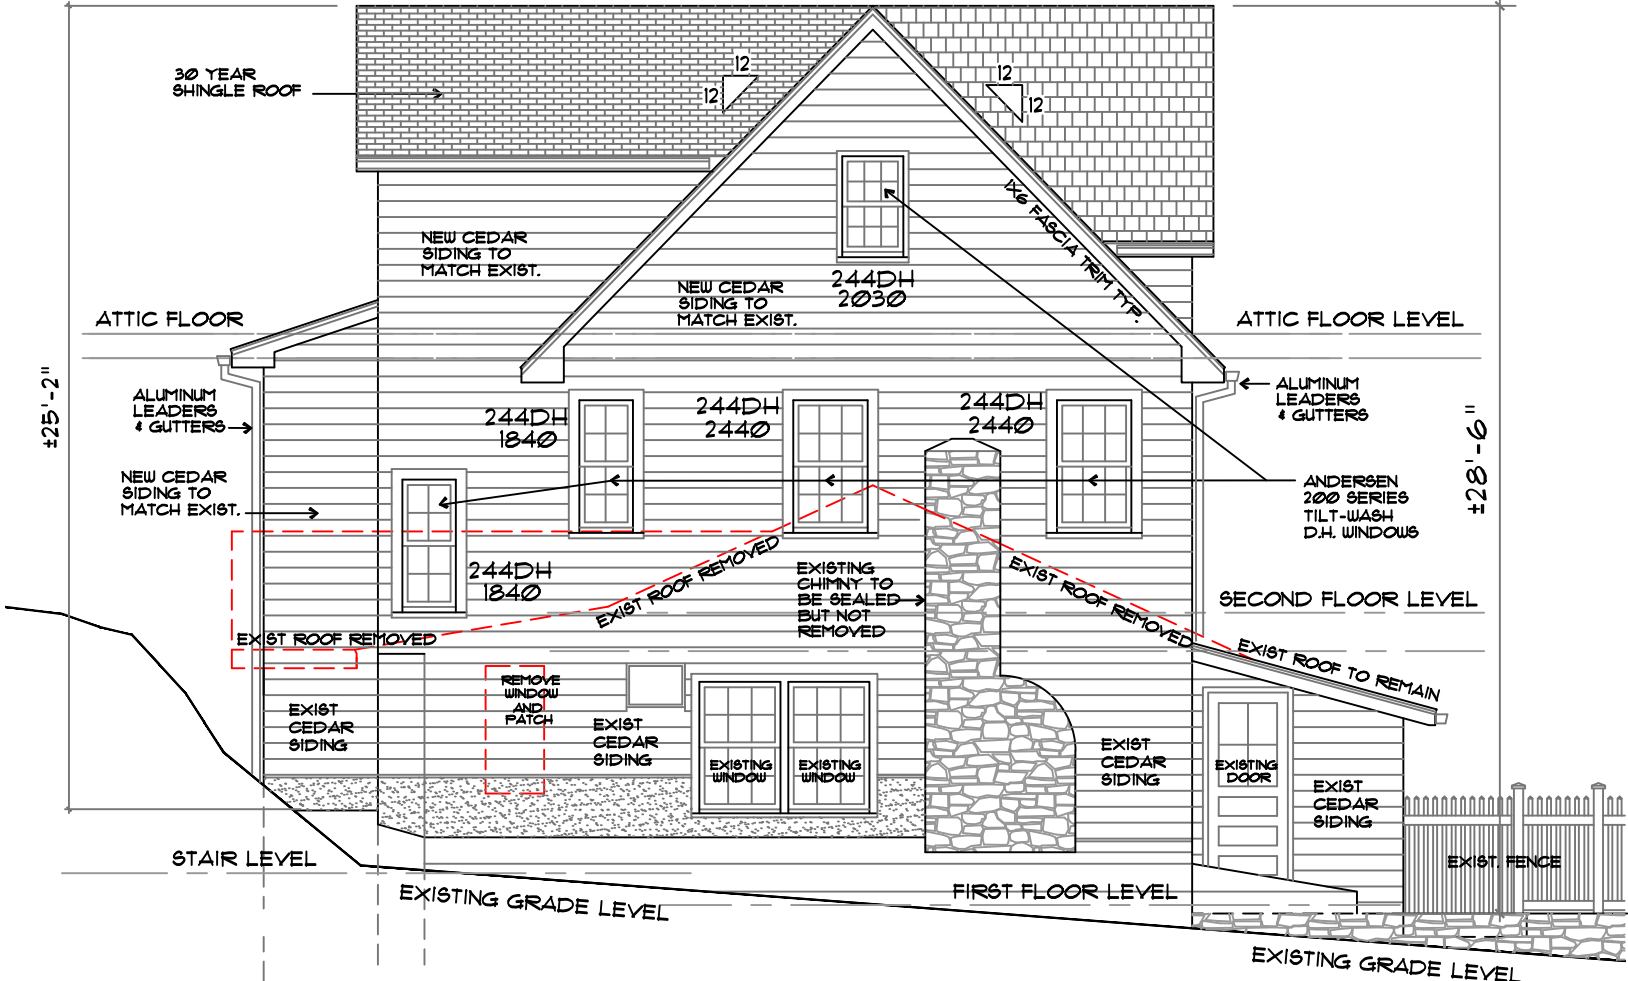 30 YEAR
SHINGLE ROOF
12
12
12
12
1X6 FASCIA TRIM TYP.
NEW CEDAR
SIDING TO
MATCH EXIST.
NEW CEDAR
SIDING TO
MATCH EXIST.
244DH
2030
ATTIC FLOOR
ATTIC FLOOR LEVEL
±25'-2"
±28'-6"
ALUMINUM
LEADERS
& GUTTERS
ALUMINUM
LEADERS
& GUTTERS
244DH
1840
244DH
2440
244DH
2440
NEW CEDAR
SIDING TO
MATCH EXIST.
ANDERSEN
200 SERIES
TILT-WASH
D.H. WINDOWS
244DH
1840
EXIST ROOF REMOVED
EXISTING
CHIMNY TO
BE SEALED
BUT NOT
REMOVED
EXIST ROOF REMOVED
SECOND FLOOR LEVEL
EXIST ROOF REMOVED
EXIST ROOF TO REMAIN
REMOVE
WINDOW
AND
PATCH
EXIST
CEDAR
SIDING
EXIST
CEDAR
SIDING
EXISTING
WINDOW
EXISTING
WINDOW
EXIST
CEDAR
SIDING
EXISTING
DOOR
EXIST
CEDAR
SIDING
STAIR LEVEL
EXIST. FENCE
EXISTING GRADE LEVEL
FIRST FLOOR LEVEL
EXISTING GRADE LEVEL